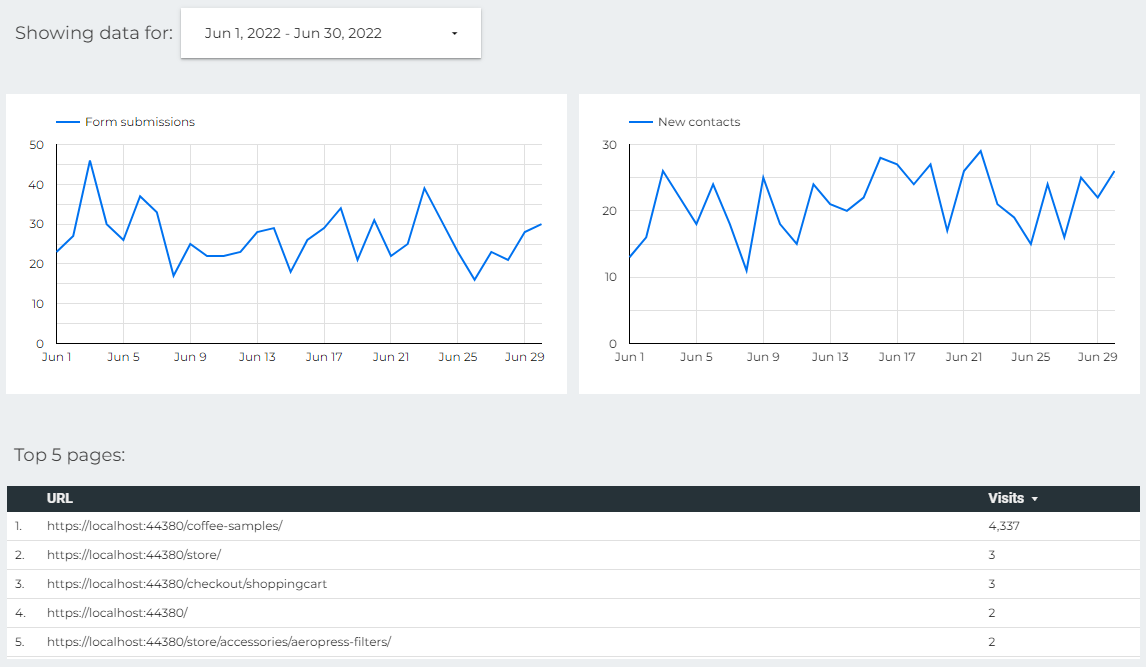 Showing data for: Jun 1, 2022 - Jun 30, 2022
Form submissions
50
40
30
20
10
0
Jun 1 Jun 5 Jun 9 Jun 13 Jun 17 Jun 21 Jun 25 Jun 29
New contacts
30
20
10
0
Jun 1 Jun 5 Jun 9 Jun 13 Jun 17 Jun 21 Jun 25 Jun 29
Top 5 pages:
URL Visits
1. https://localhost:44380/coffee-samples/ 4,337
2. https://localhost:44380/store/ 3
3. https://localhost:44380/checkout/shoppingcart 3
4. https://localhost:44380/ 2
5. https://localhost:44380/store/accessories/aeropress-filters/ 2